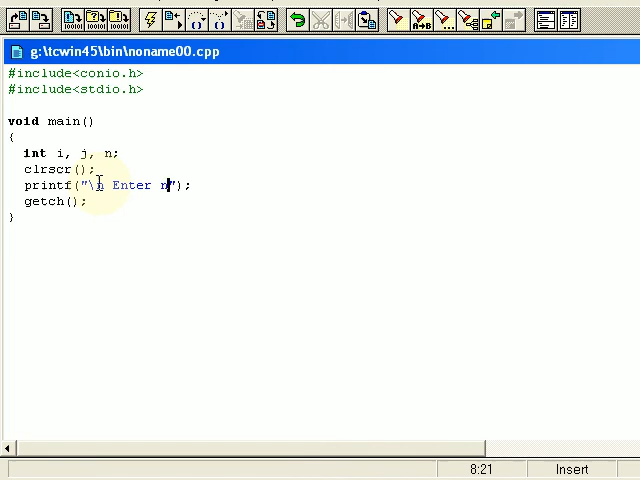 g:\tcwin45\bin\noname00.cpp
#include<conio.h>
#include<stdio.h>
void main()
{
int i, j, n;
clrscr();
printf("\n Enter n");
getch();
}
8:21 Insert